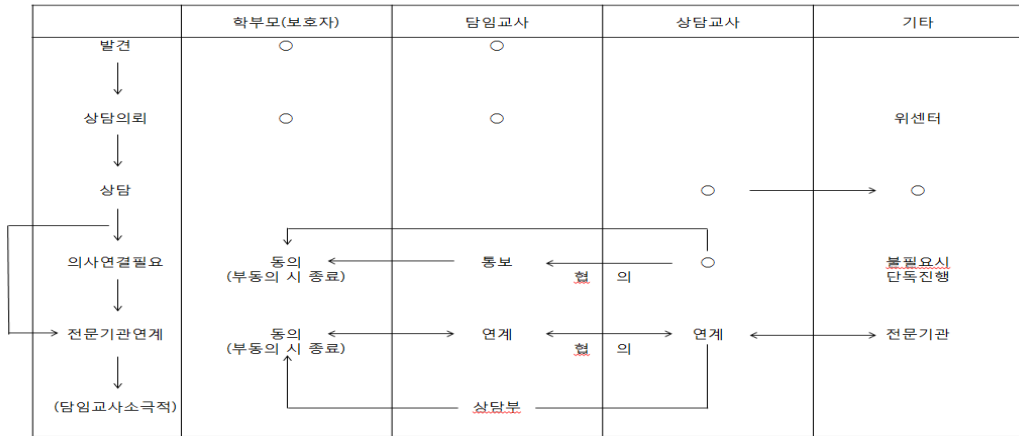 학부모(보호자) 담임교사 상담교사 기타
발견 ○ ○
상담의뢰 ○ ○ 위센터
상담 ○ ○
의사연결필요 동의 통보 ○ 불필요시
(부동의 시 종료) 협 의 단독진행
전문기관연계 동의 연계 연계 전문기관
(부동의 시 종료) 협 의
(담임교사소극적) 상담부